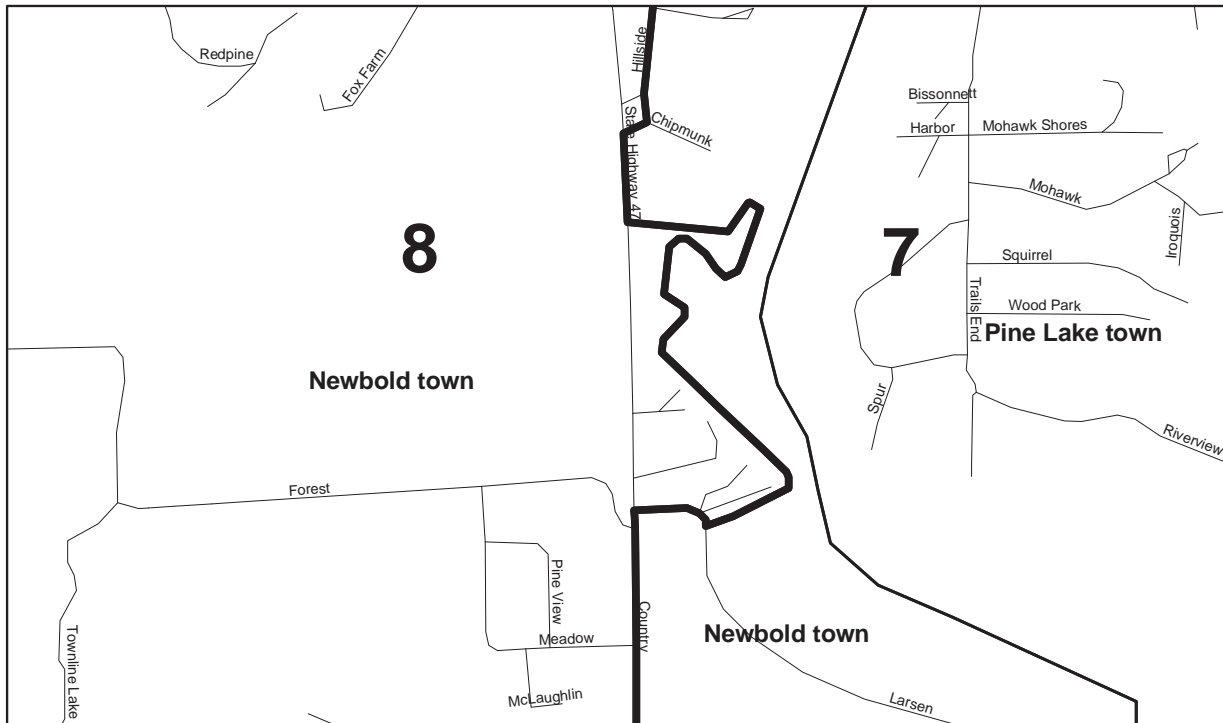 Redpine
Fox Farm
Hillside
State Highway 47
Chipmunk
Bissonnett
Harbor
Mohawk Shores
Mohawk
Iroquois
8
7
Squirrel
Trails End
Wood Park
Pine Lake town
Newbold town
Spur
Riverview
Forest
Pine View
Meadow
Country
Newbold town
Townline Lake
McLaughlin
Larsen